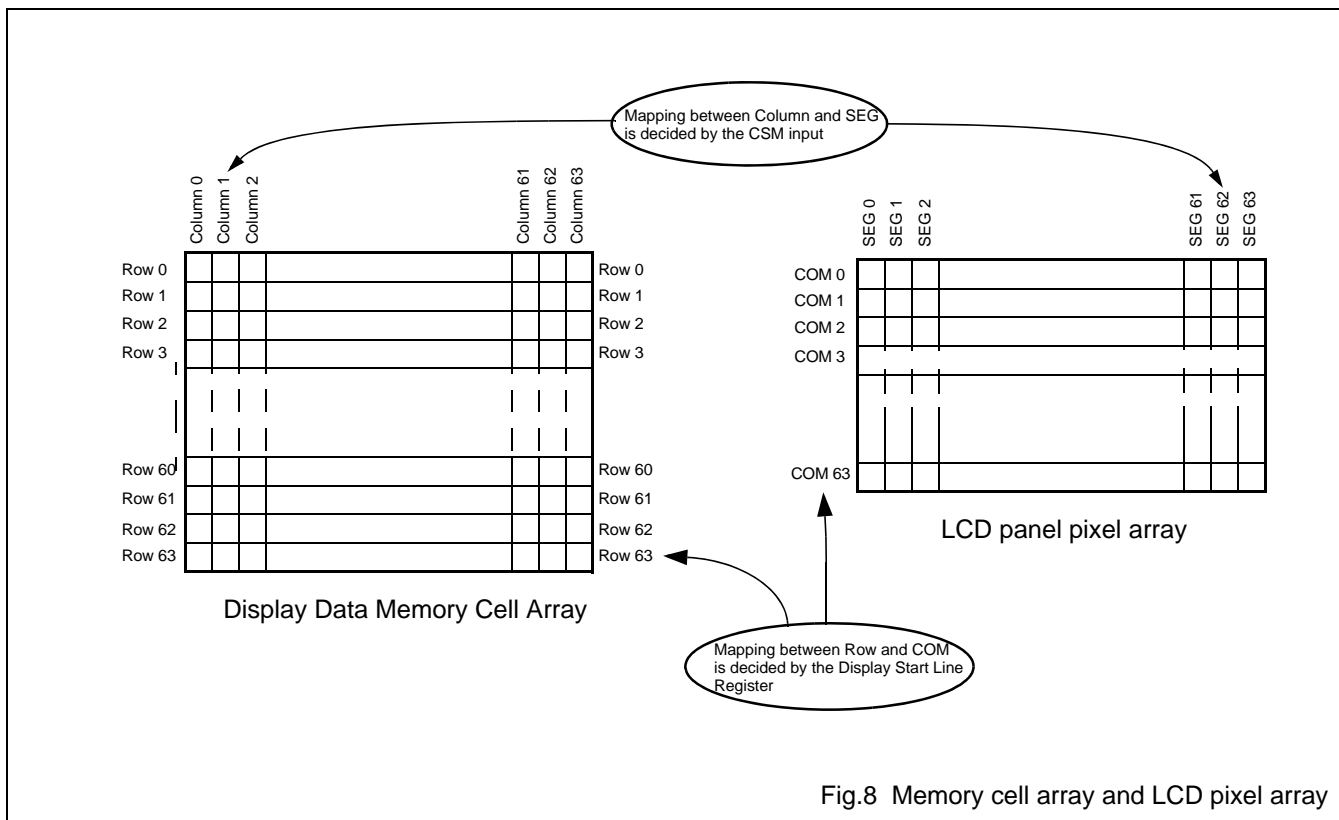 Mapping between Column and SEG
is decided by the CSM input
Column 0
Column 1
Column 2
Column 61
Column 62
Column 63
Row 0
Row 1
Row 2
Row 3
Row 60
Row 61
Row 62
Row 63
Row 0
Row 1
Row 2
Row 3
Row 60
Row 61
Row 62
Row 63
Display Data Memory Cell Array
SEG 0
SEG 1
SEG 2
SEG 61
SEG 62
SEG 63
COM 0
COM 1
COM 2
COM 3
COM 63
LCD panel pixel array
Mapping between Row and COM
is decided by the Display Start Line
Register
Fig.8 Memory cell array and LCD pixel array